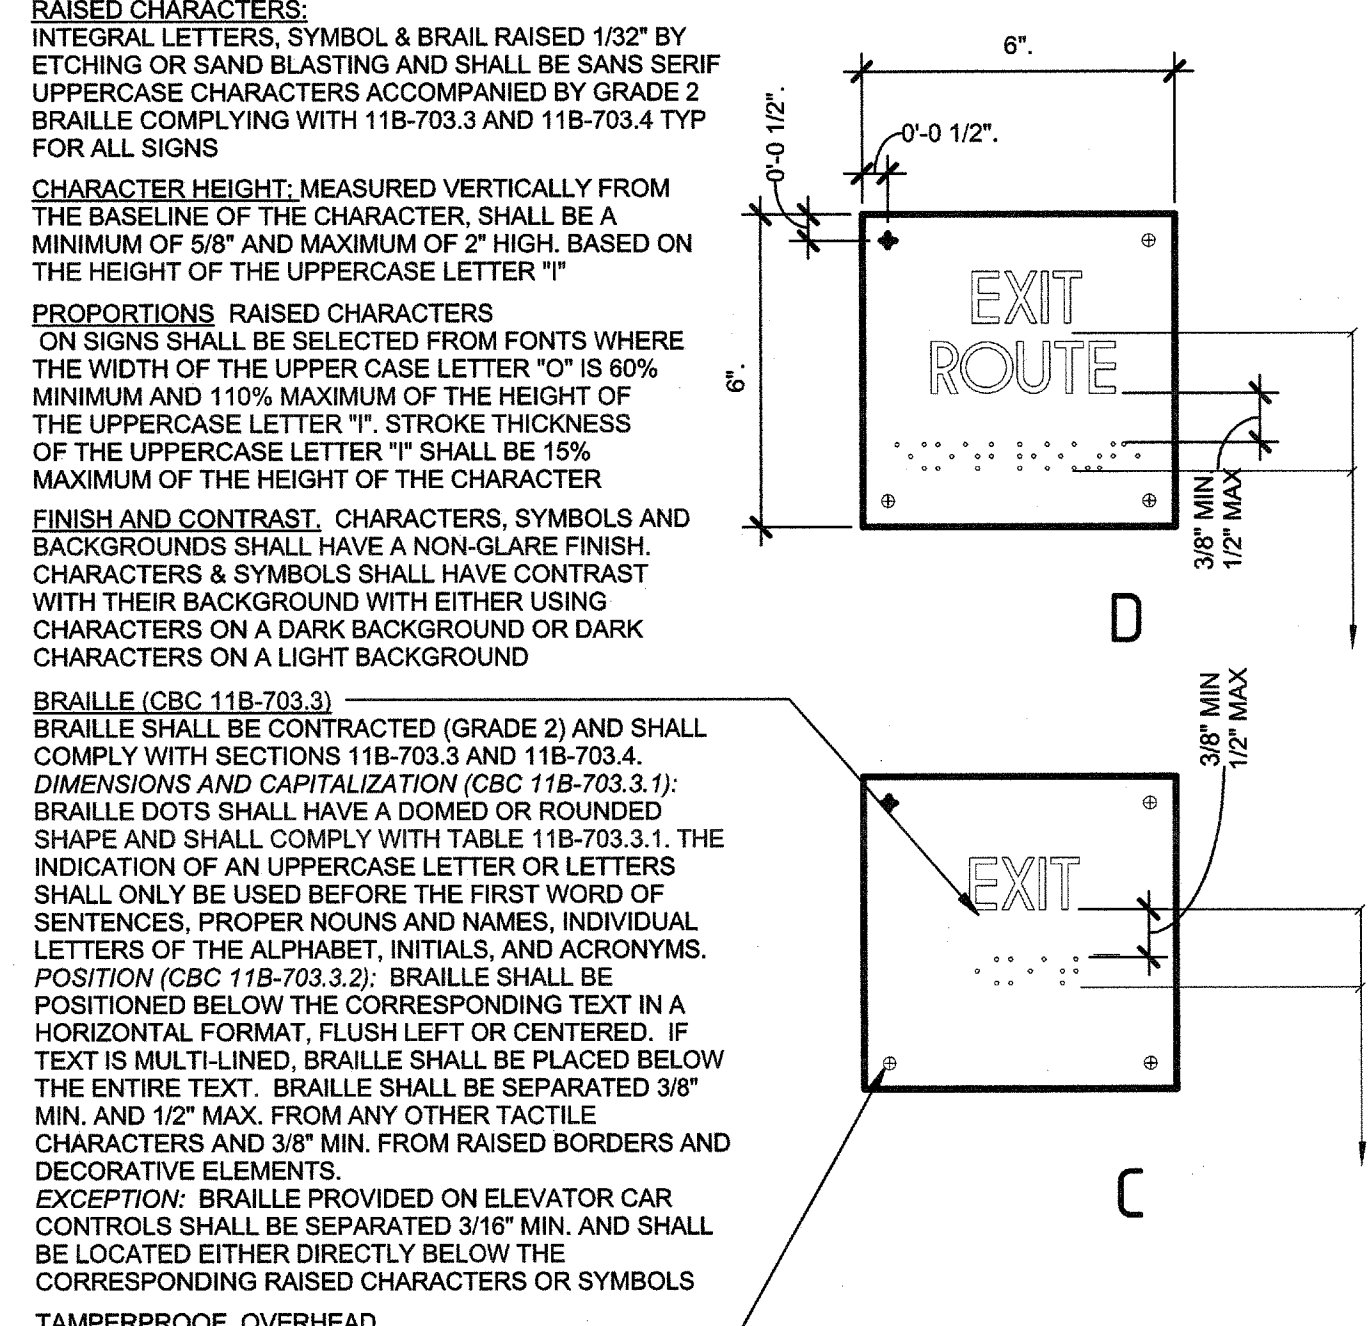 RAISED CHARACTERS:
INTEGRAL LETTERS, SYMBOL & BRAIL RAISED 1/32" BY
ETCHING OR SAND BLASTING AND SHALL BE SANS SERIF
UPPERCASE CHARACTERS ACCOMPANIED BY GRADE 2
BRAILLE COMPLYING WITH 11B-703.3 AND 11B-703.4 TYP
FOR ALL SIGNS
CHARACTER HEIGHT: MEASURED VERTICALLY FROM
THE BASELINE OF THE CHARACTER, SHALL BE A
MINIMUM OF 5/8" AND MAXIMUM OF 2" HIGH. BASED ON
THE HEIGHT OF THE UPPERCASE LETTER "I"
PROPORTIONS RAISED CHARACTERS
ON SIGNS SHALL BE SELECTED FROM FONTS WHERE
THE WIDTH OF THE UPPER CASE LETTER "O" IS 60%
MINIMUM AND 110% MAXIMUM OF THE HEIGHT OF
THE UPPERCASE LETTER "I". STROKE THICKNESS
OF THE UPPERCASE LETTER "I" SHALL BE 15%
MAXIMUM OF THE HEIGHT OF THE CHARACTER
FINISH AND CONTRAST. CHARACTERS, SYMBOLS AND
BACKGROUNDS SHALL HAVE A NON-GLARE FINISH.
CHARACTERS & SYMBOLS SHALL HAVE CONTRAST
WITH THEIR BACKGROUND WITH EITHER USING
CHARACTERS ON A DARK BACKGROUND OR DARK
CHARACTERS ON A LIGHT BACKGROUND
BRAILLE (CBC 11B-703.3)
BRAILLE SHALL BE CONTRACTED (GRADE 2) AND SHALL
COMPLY WITH SECTIONS 11B-703.3 AND 11B-703.4.
DIMENSIONS AND CAPITALIZATION (CBC 11B-703.3.1):
BRAILLE DOTS SHALL HAVE A DOMED OR ROUNDED
SHAPE AND SHALL COMPLY WITH TABLE 11B-703.3.1. THE
INDICATION OF AN UPPERCASE LETTER OR LETTERS
SHALL ONLY BE USED BEFORE THE FIRST WORD OF
SENTENCES, PROPER NOUNS AND NAMES, INDIVIDUAL
LETTERS OF THE ALPHABET, INITIALS, AND ACRONYMS.
POSITION (CBC 11B-703.3.2): BRAILLE SHALL BE
POSITIONED BELOW THE CORRESPONDING TEXT IN A
HORIZONTAL FORMAT, FLUSH LEFT OR CENTERED. IF
TEXT IS MULTI-LINED, BRAILLE SHALL BE PLACED BELOW
THE ENTIRE TEXT. BRAILLE SHALL BE SEPARATED 3/8"
MIN. AND 1/2" MAX. FROM ANY OTHER TACTILE
CHARACTERS AND 3/8" MIN. FROM RAISED BORDERS AND
DECORATIVE ELEMENTS.
EXCEPTION: BRAILLE PROVIDED ON ELEVATOR CAR
CONTROLS SHALL BE SEPARATED 3/16" MIN. AND SHALL
BE LOCATED EITHER DIRECTLY BELOW THE
CORRESPONDING RAISED CHARACTERS OR SYMBOLS
TAMPERPROOF, OVERHEAD
6".
0'-0 1/2".
0'-0 1/2".
6".
EXIT
ROUTE
3/8" MIN.
1/2" MAX
D
3/8" MIN
1/2" MAX
EXIT
C